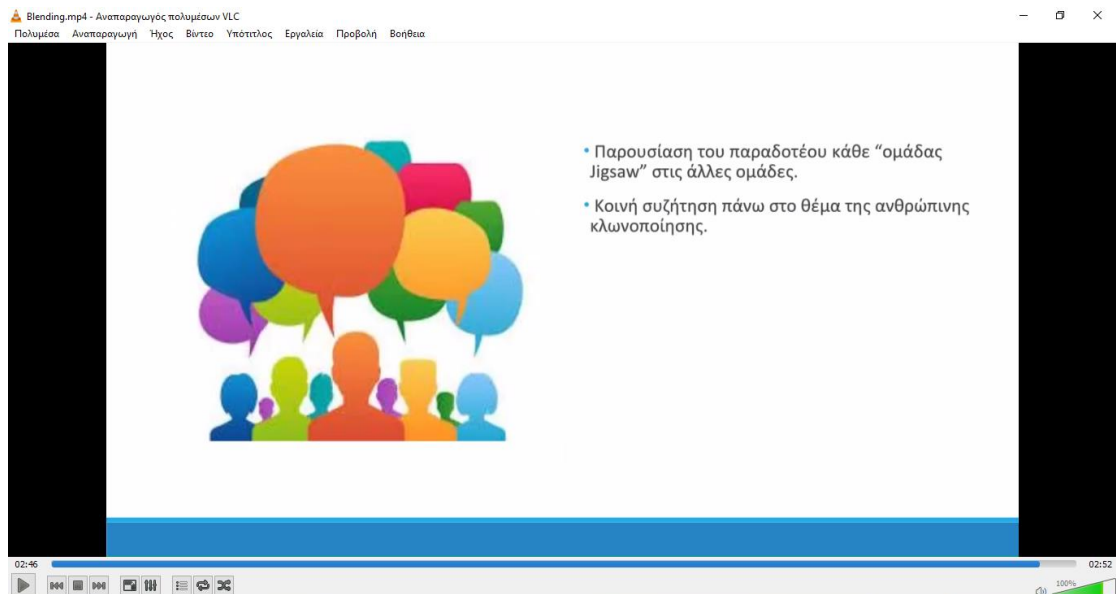 Blending.mp4 - Αναπαραγωγός πολυμέσων VLC
Πολυμέσα Αναπαραγωγή Ήχος Βίντεο Υπότιτλος Εργαλεία Προβολή Βοήθεια
• Παρουσίαση του παραδοτέου κάθε “ομάδας
Jigsaw” στις άλλες ομάδες.
• Κοινή συζήτηση πάνω στο θέμα της ανθρώπινης
κλωνοποίησης.
02:46
02:52
100%